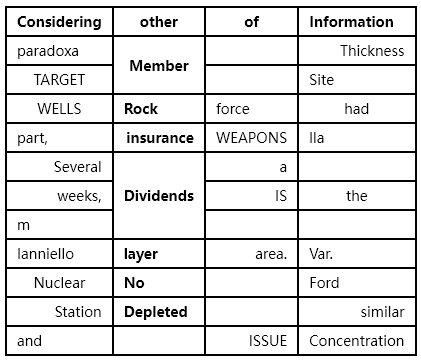 Considering other of Information
paradoxa Member Thickness
TARGET Site
WELLS Rock force had
part, insurance WEAPONS lla
Several Dividends a
weeks, IS the
m
Ianniello layer area. Var.
Nuclear No Ford
Station Depleted similar
and ISSUE Concentration